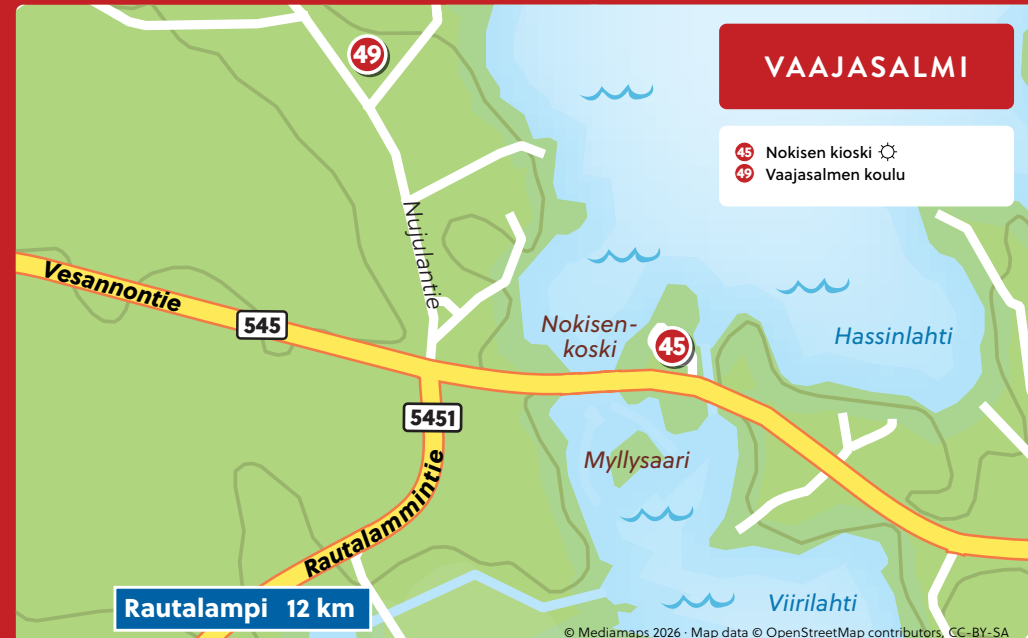 VAAJASALMI
45 Nokisen kioski
49 Vaajasalmen koulu
49
Nujulantie
Vesannontie
545
Nokisen-
koski
45
Hassinlahti
5451
Myllysaari
Rautalammintie
Rautalampi 12 km
Viirilahti
© Mediamaps 2026 · Map data © OpenStreetMap contributors, CC-BY-SA